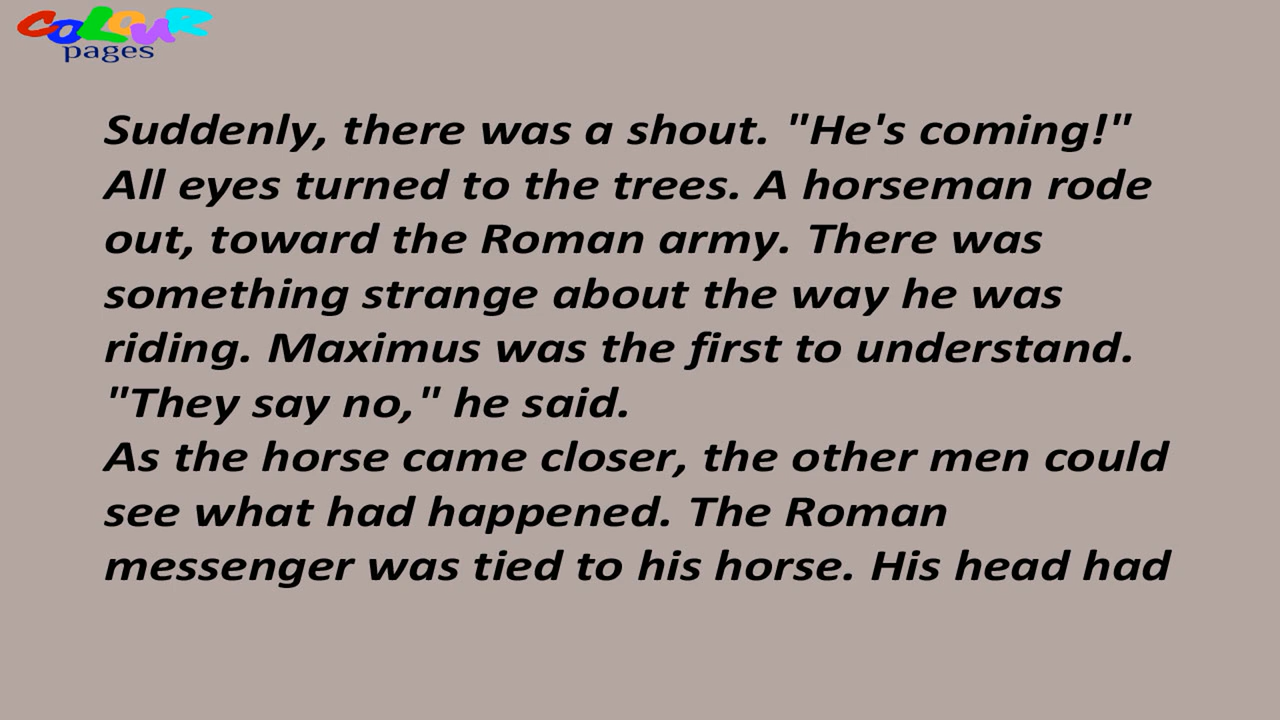 COLOUR
pages
Suddenly, there was a shout. "He's coming!"
All eyes turned to the trees. A horseman rode
out, toward the Roman army. There was
something strange about the way he was
riding. Maximus was the first to understand.
"They say no," he said.
As the horse came closer, the other men could
see what had happened. The Roman
messenger was tied to his horse. His head had